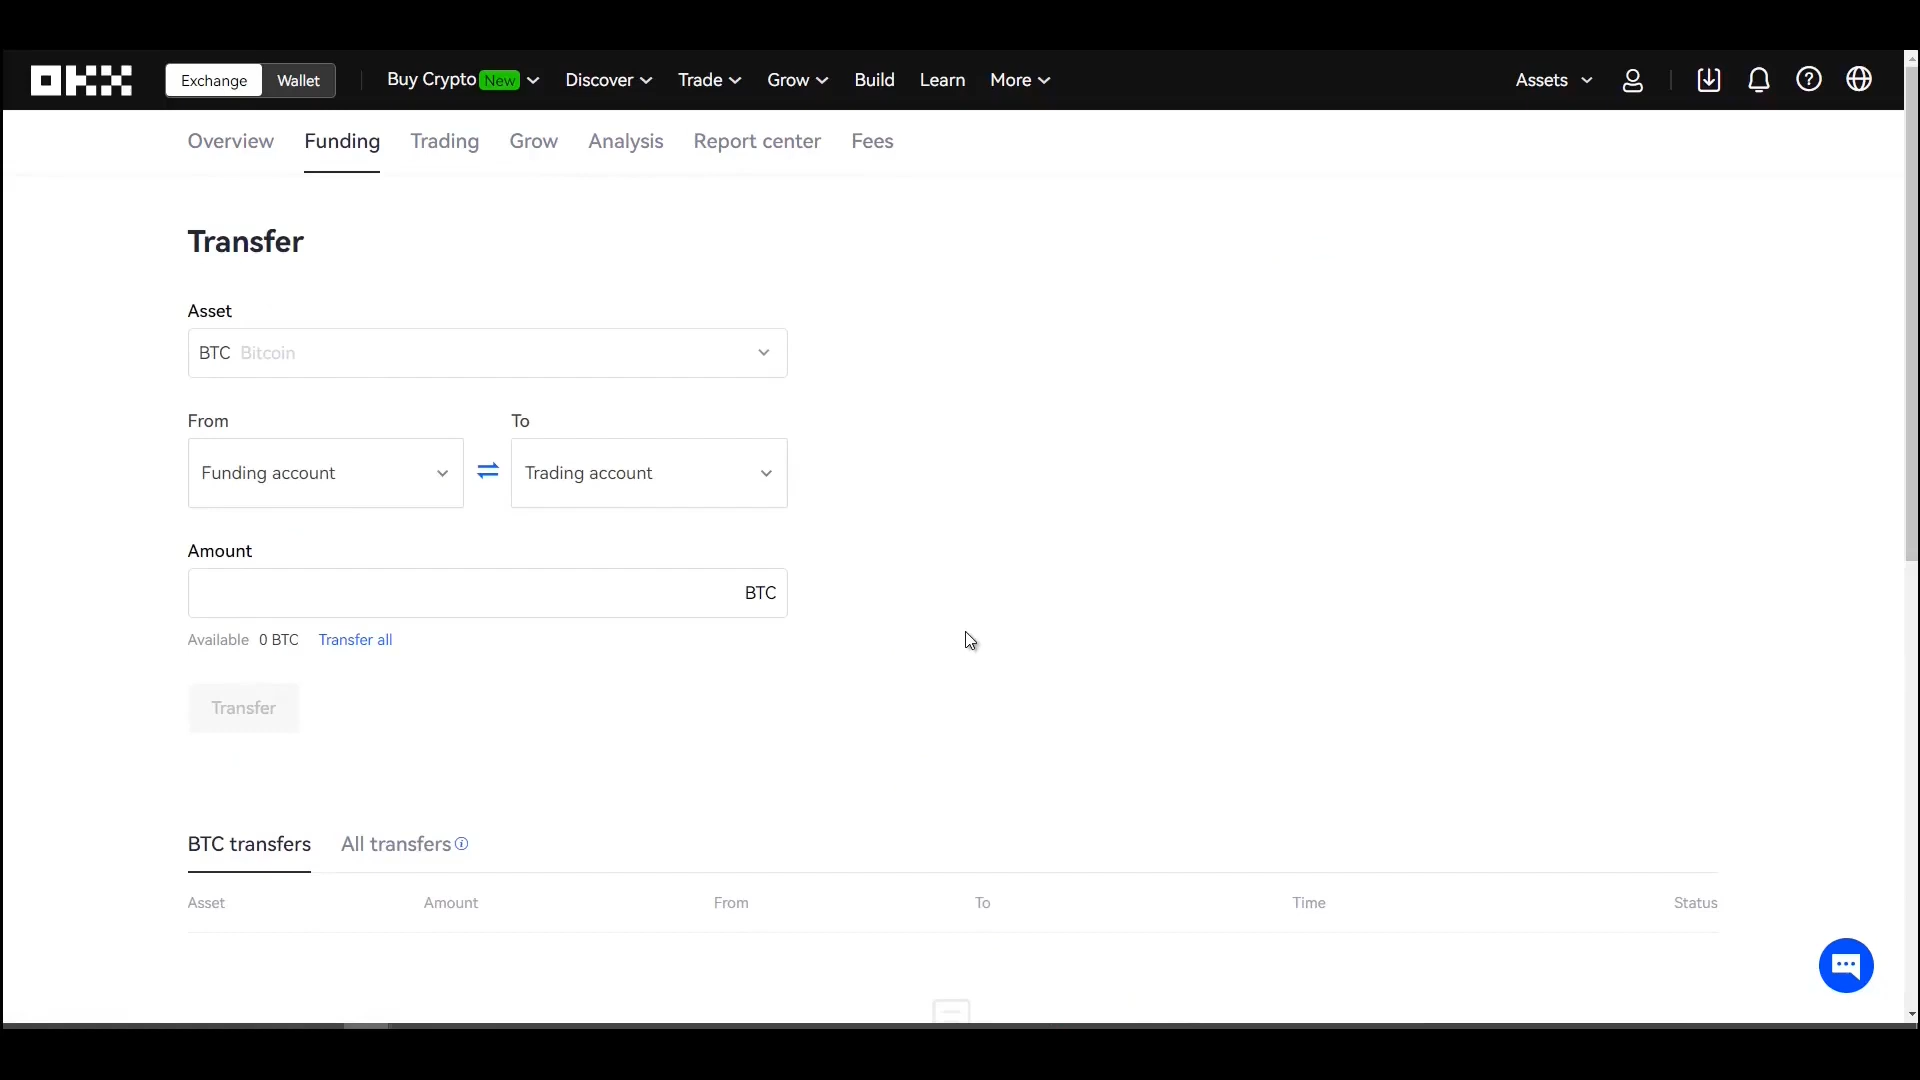 OKX Exchange Wallet Buy Crypto New Discover Trade Grow Build Learn More Assets
Overview Funding Trading Grow Analysis Report center Fees
Transfer
Asset
BTC Bitcoin
From To
Funding account Trading account
Amount
BTC
Available 0 BTC Transfer all
Transfer
BTC transfers All transfers
Asset Amount From To Time Status